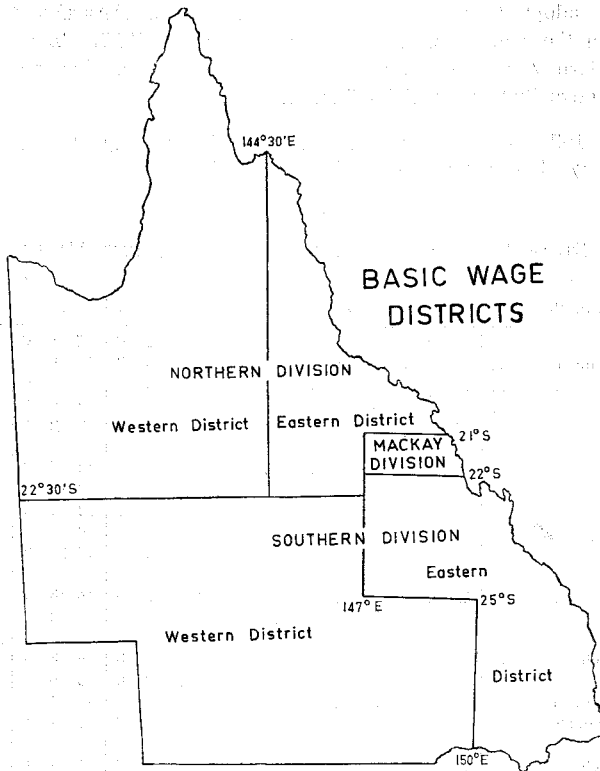 144°30'E
BASIC WAGE
DISTRICTS
NORTHERN DIVISION
Western District
Eastern District
21°S
MACKAY
DIVISION
22°S
22°30'S
SOUTHERN DIVISION
Eastern
147°E
25°S
Western District
District
150°E